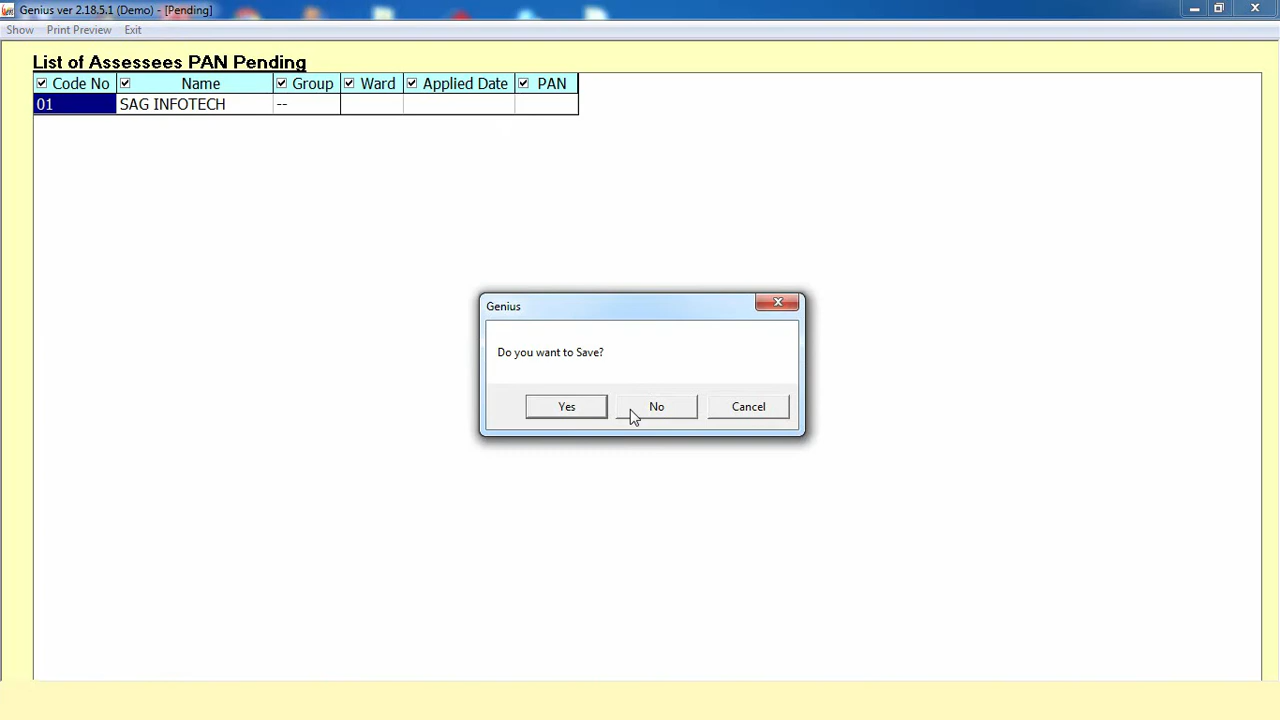 Genius ver 2.18.5.1 (Demo) - [Pending]
Show Print Preview Exit
List of Assessees PAN Pending
Code No Name Group Ward Applied Date PAN
01 SAG INFOTECH --
Genius
Do you want to Save?
Yes No Cancel